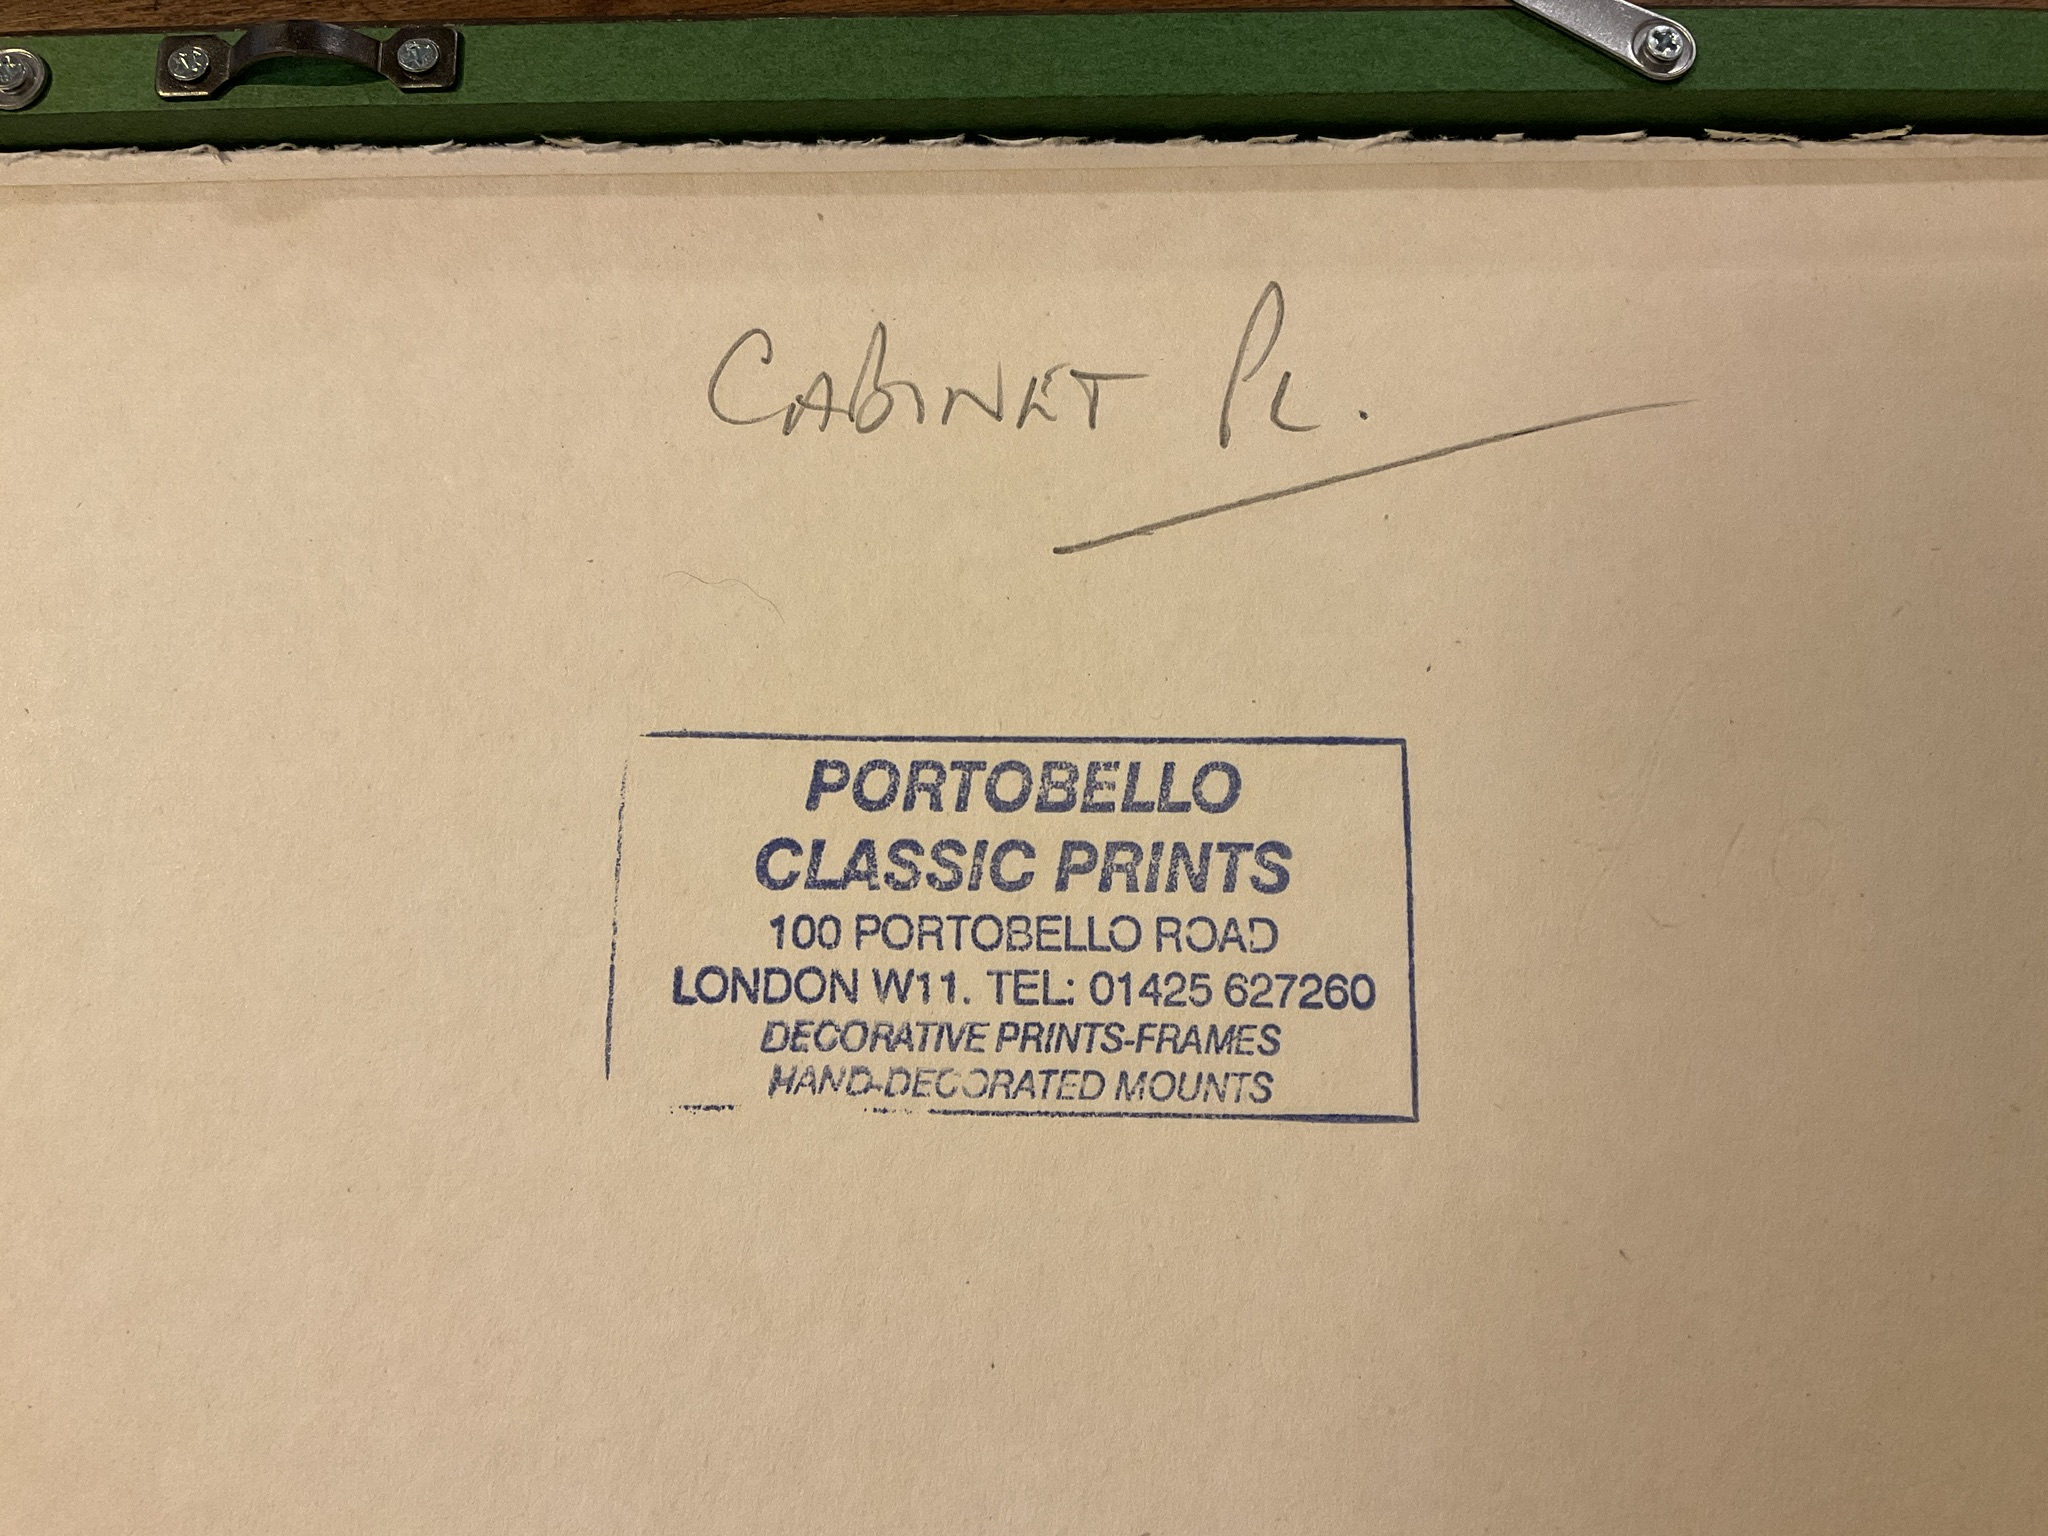 CABINET PL.
PORTOBELLO
CLASSIC PRINTS
100 PORTOBELLO ROAD
LONDON W11. TEL: 01425 627260
DECORATIVE PRINTS-FRAMES
HAND-DECORATED MOUNTS